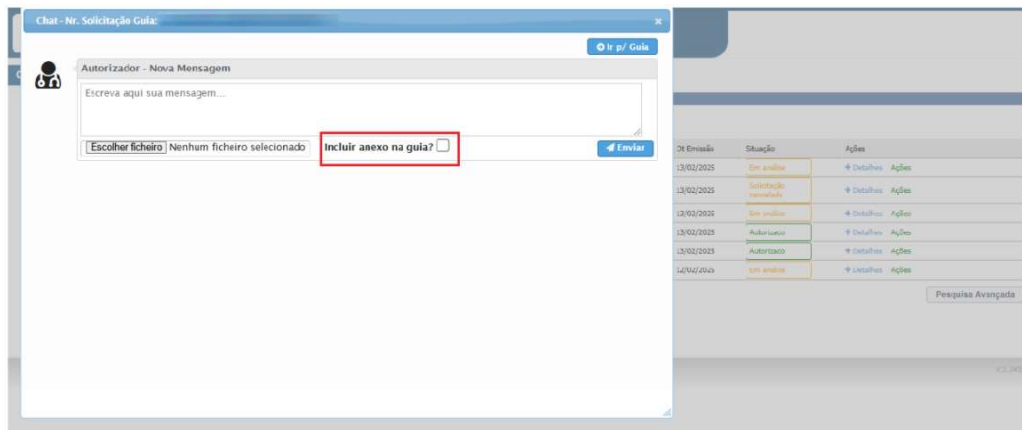 Chat - Nr. Solicitação Guia:
Ir p/ Guia
Autorizador - Nova Mensagem
Escreva aqui sua mensagem...
Escolher ficheiro Nenhum ficheiro selecionado Incluir anexo na guia? Enviar
Dt Emissão Situação Ações
13/02/2025 Em análise + Detalhes Ações
13/02/2025 Solicitação cancelada + Detalhes Ações
12/02/2025 Em análise + Detalhes Ações
13/02/2025 Autorizado + Detalhes Ações
13/02/2025 Autorizado + Detalhes Ações
12/02/2025 Em análise + Detalhes Ações
Pesquisa Avançada